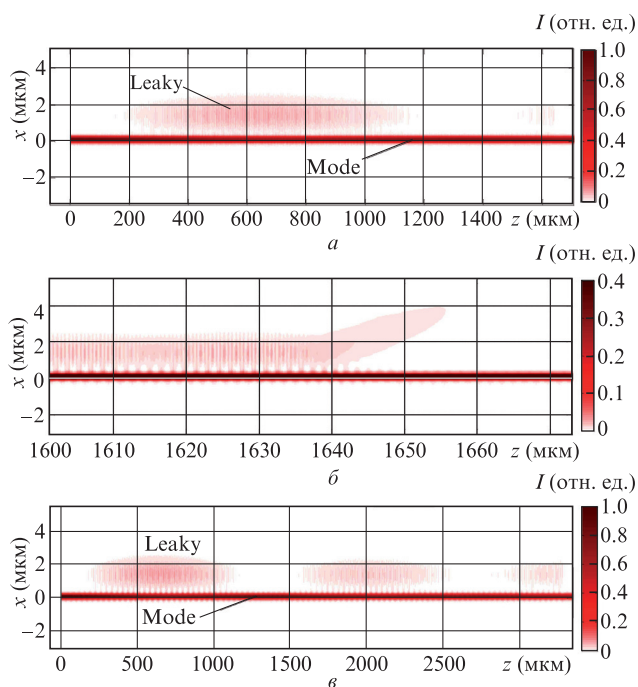 I (отн. ед.)
1.0
0.8
0.6
0.4
0.2
0
x (мкм)
4
2
0
−2
Leaky
Mode
0 200 400 600 800 1000 1200 1400 z (мкм)
а
I (отн. ед.)
0.4
0.3
0.2
0.1
0
x (мкм)
4
2
0
−2
1600 1610 1620 1630 1640 1650 1660 z (мкм)
б
I (отн. ед.)
1.0
0.8
0.6
0.4
0.2
0
x (мкм)
4
2
0
−2
Leaky
Mode
0 500 1000 1500 2000 2500 z (мкм)
в